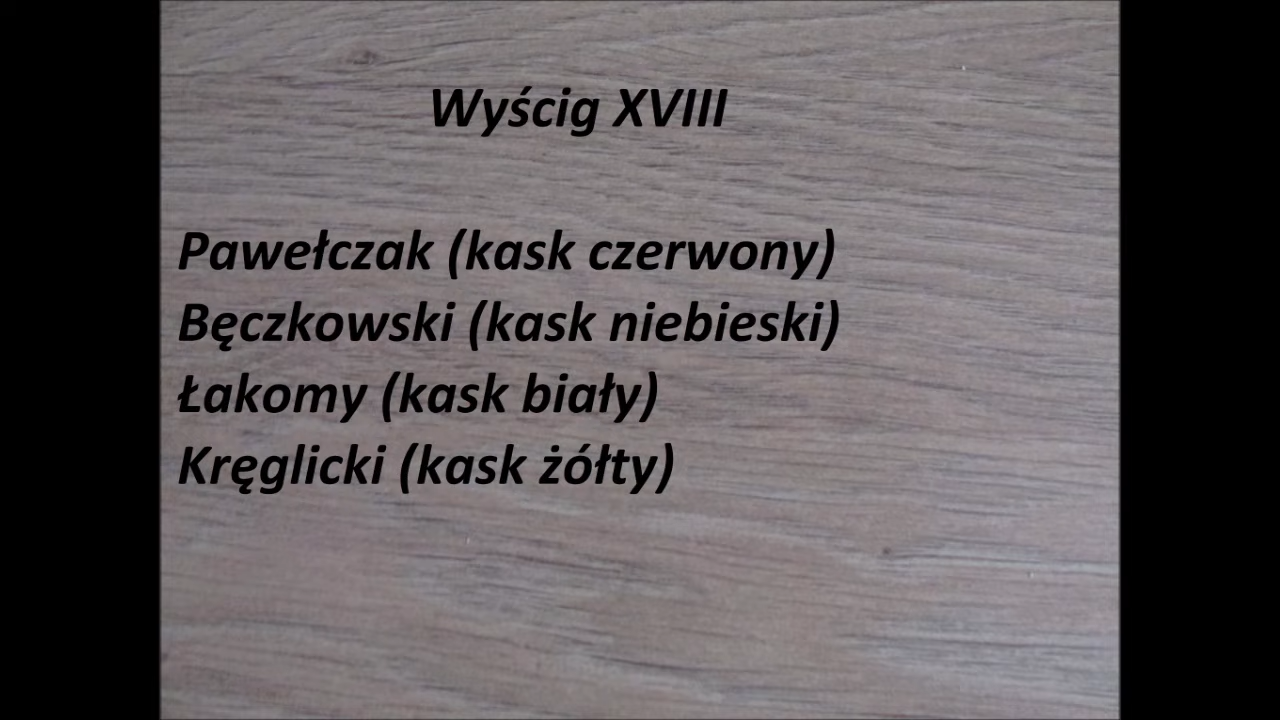 Wyścig XVIII
Pawełczak (kask czerwony)
Bęczkowski (kask niebieski)
Łakomy (kask biały)
Kręglicki (kask żółty)